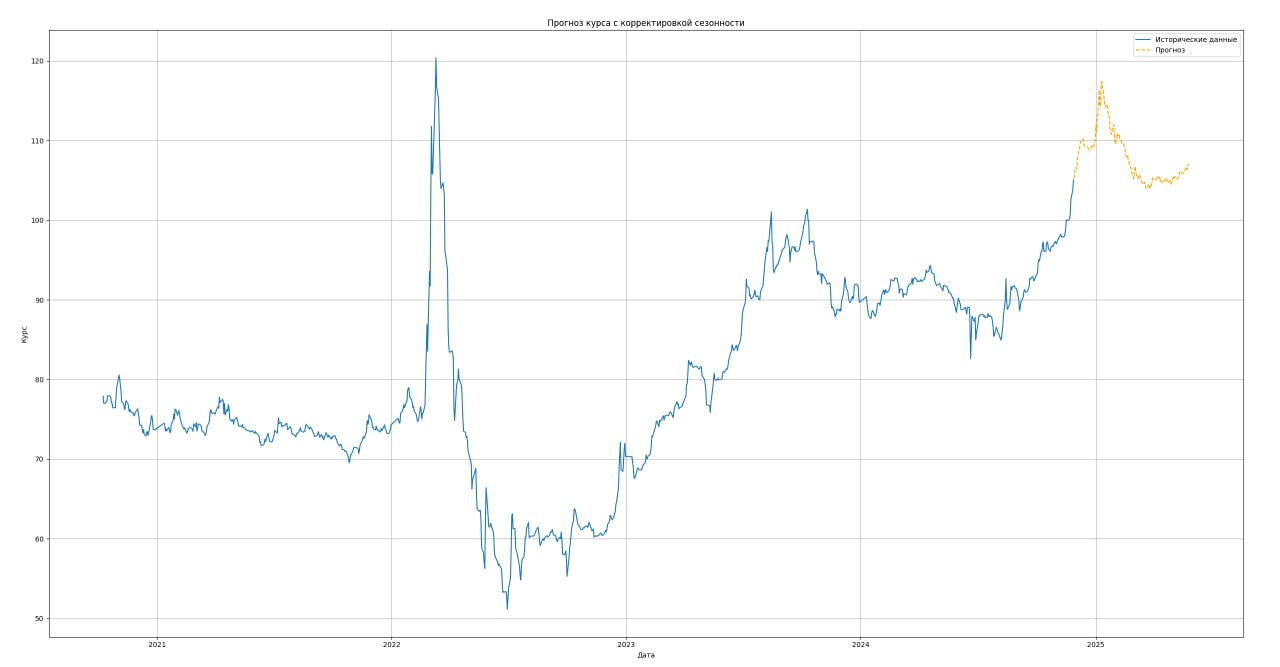 Прогноз курса с корректировкой сезонности
Исторические данные
Прогноз
120
110
100
90
80
70
60
50
Курс
2021
2022
2023
2024
2025
Дата